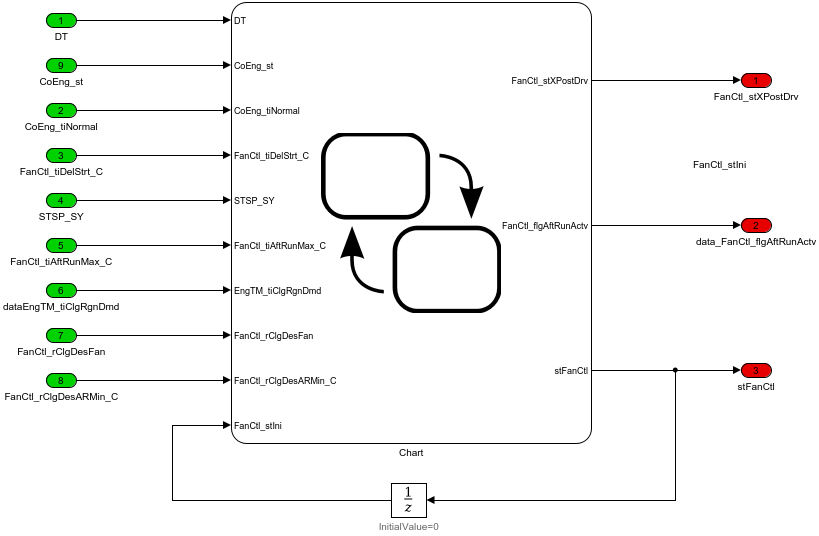 1
DT
DT
9
CoEng_st
CoEng_st
2
CoEng_tiNormal
CoEng_tiNormal
3
FanCtl_tiDelStrt_C
FanCtl_tiDelStrt_C
4
STSP_SY
STSP_SY
5
FanCtl_tiAftRunMax_C
FanCtl_tiAftRunMax_C
6
dataEngTM_tiClgRgnDmd
EngTM_tiClgRgnDmd
7
FanCtl_rClgDesFan
FanCtl_rClgDesFan
8
FanCtl_rClgDesARMin_C
FanCtl_rClgDesARMin_C
FanCtl_stIni
FanCtl_stXPostDrv
1
FanCtl_stXPostDrv
FanCtl_stIni
FanCtl_flgAftRunActv
2
data_FanCtl_flgAftRunActv
stFanCtl
3
stFanCtl
Chart
1
z
InitialValue=0